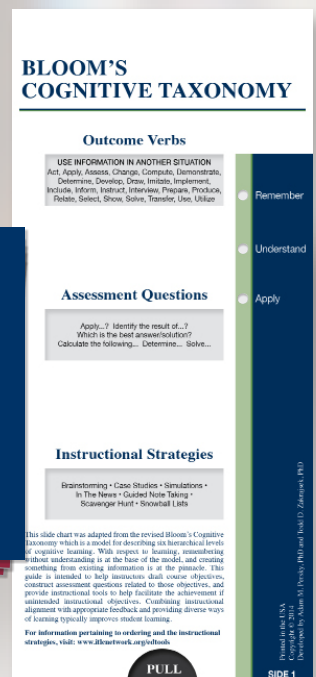 BLOOM'S
COGNITIVE TAXONOMY
Outcome Verbs
USE INFORMATION IN ANOTHER SITUATION
Act, Apply, Assess, Change, Compute, Demonstrate,
Determine, Develop, Draw, Imitate, Implement,
Include, Inform, Instruct, Interview, Prepare, Produce,
Relate, Select, Show, Solve, Transfer, Use, Utilize
Remember
Understand
Apply
Assessment Questions
Apply...? Identify the result of...?
Which is the best answer/solution?
Calculate the following... Determine... Solve...
Instructional Strategies
Brainstorming • Case Studies • Simulations •
In The News • Guided Note Taking •
Scavenger Hunt • Snowball Lists
This slide chart was adapted from the revised Bloom's Cognitive
Taxonomy which is a model for describing six hierarchical levels
of cognitive learning. With respect to learning, remembering
without understanding is at the base of the model, and creating
something from existing information is at the pinnacle. This
guide is intended to help instructors draft course objectives,
construct assessment questions related to those objectives, and
provide instructional tools to help facilitate the achievement if
unintended instructional objectives. Combining instructional
alignment with appropriate feedback and providing diverse ways
of learning typically improves student learning.
For information pertaining to ordering and the instructional
strategies, visit: www.itlcnetwork.org/edtools
Printed in the USA
Copyright © 2014
Developed by Adam M. Persky, PhD and Todd D. Zakrajsek, PhD
PULL
SIDE 1